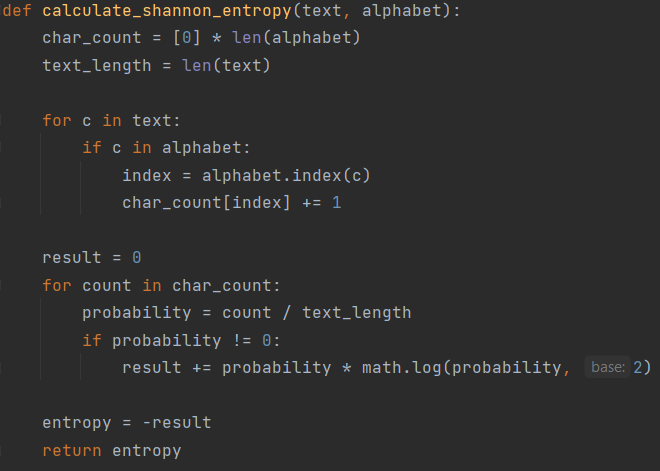 def calculate_shannon_entropy(text, alphabet):
    char_count = [0] * len(alphabet)
    text_length = len(text)

    for c in text:
        if c in alphabet:
            index = alphabet.index(c)
            char_count[index] += 1

    result = 0
    for count in char_count:
        probability = count / text_length
        if probability != 0:
            result += probability * math.log(probability, base: 2)

    entropy = -result
    return entropy